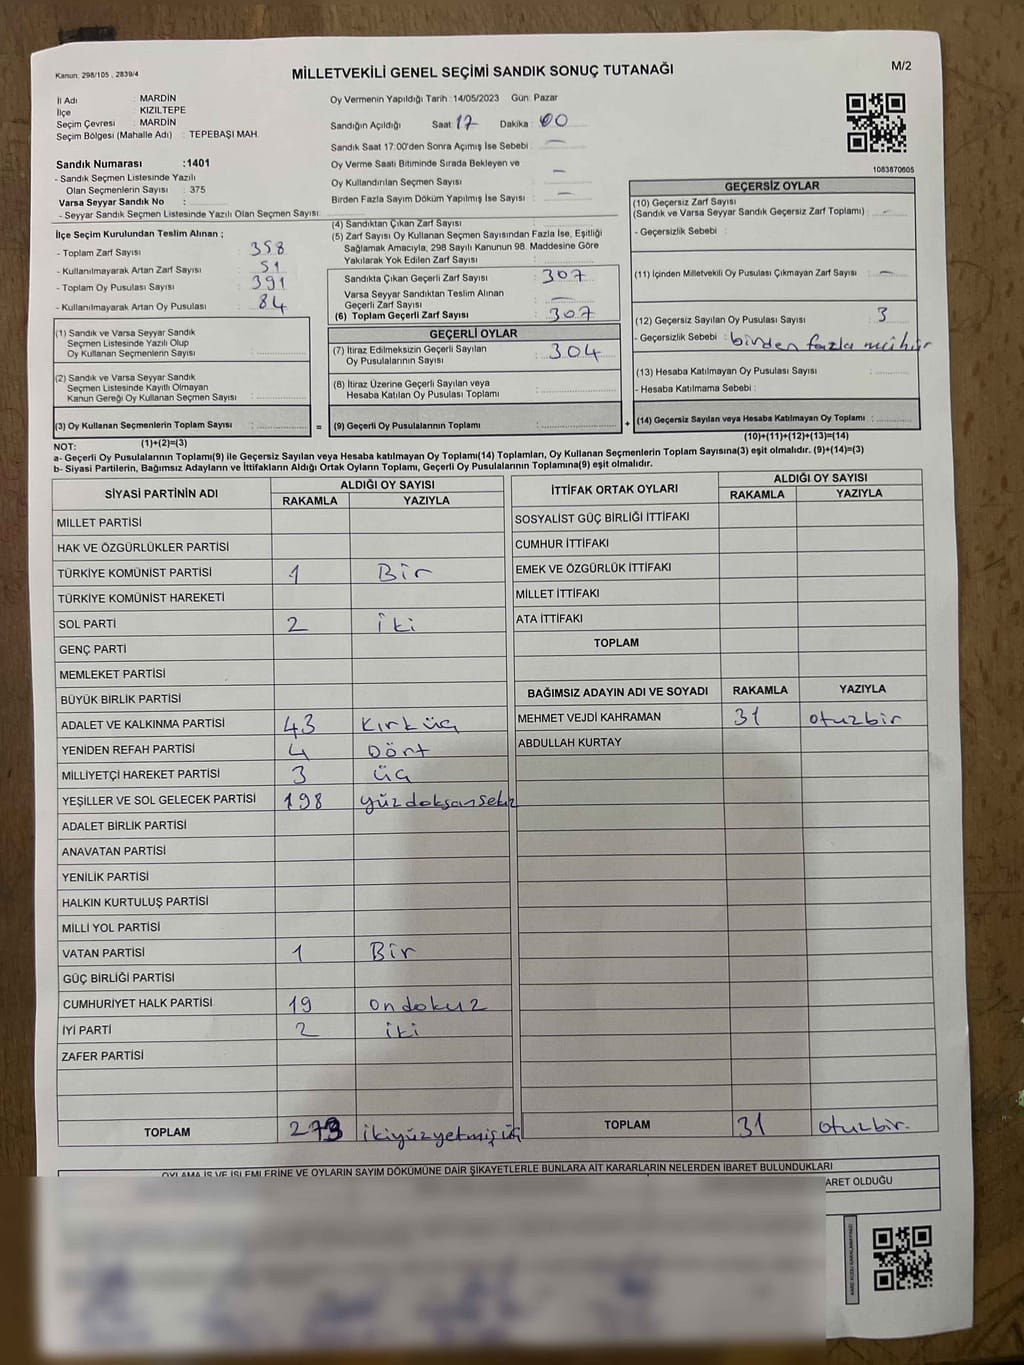 Kanun: 298/105 , 2839/4
MİLLETVEKİLİ GENEL SEÇİMİ SANDIK SONUÇ TUTANAĞI
M/2
İl Adı : MARDİN
İlçe : KIZILTEPE
Seçim Çevresi : MARDİN
Seçim Bölgesi (Mahalle Adı) : TEPEBAŞI MAH.
Sandık Numarası :1401
- Sandık Seçmen Listesinde Yazılı
Olan Seçmenlerin Sayısı : 375
Varsa Seyyar Sandık No :
- Seyyar Sandık Seçmen Listesinde Yazılı Olan Seçmen Sayısı :
Oy Vermenin Yapıldığı Tarih : 14/05/2023 Gün: Pazar
Sandığın Açıldığı Saat: 17 Dakika : 00
Sandık Saat 17:00'den Sonra Açımış İse Sebebi : —
Oy Verme Saati Bitiminde Sırada Bekleyen ve
Oy Kullandırılan Seçmen Sayısı : —
Birden Fazla Sayım Döküm Yapılmış İse Sayısı : —
1083870605
İlçe Seçim Kurulundan Teslim Alınan ;
- Toplam Zarf Sayısı : 358
- Kullanılmayarak Artan Zarf Sayısı : 51
- Toplam Oy Pusulası Sayısı : 391
- Kullanılmayarak Artan Oy Pusulası : 84
(1) Sandık ve Varsa Seyyar Sandık
Seçmen Listesinde Yazılı Olup
Oy Kullanan Seçmenlerin Sayısı :
(2) Sandık ve Varsa Seyyar Sandık
Seçmen Listesinde Kayıtlı Olmayan
Kanun Gereği Oy Kullanan Seçmen Sayısı :
(3) Oy Kullanan Seçmenlerin Toplam Sayısı :
(1)+(2)=(3)
(4) Sandıktan Çıkan Zarf Sayısı :
(5) Zarf Sayısı Oy Kullanan Seçmen Sayısından Fazla İse, Eşitliği
Sağlamak Amacıyla, 298 Sayılı Kanunun 98. Maddesine Göre
Yakılarak Yok Edilen Zarf Sayısı :
Sandıkta Çıkan Geçerli Zarf Sayısı : 307
Varsa Seyyar Sandıktan Teslim Alınan
Geçerli Zarf Sayısı : —
(6) Toplam Geçerli Zarf Sayısı : 307
GEÇERLİ OYLAR
(7) İtiraz Edilmeksizin Geçerli Sayılan
Oy Pusulalarının Sayısı : 304
(8) İtiraz Üzerine Geçerli Sayılan veya
Hesaba Katılan Oy Pusulası Toplamı :
= (9) Geçerli Oy Pusulalarının Toplamı :
GEÇERSİZ OYLAR
(10) Geçersiz Zarf Sayısı
(Sandık ve Varsa Seyyar Sandık Geçersiz Zarf Toplamı) : —
- Geçersizlik Sebebi :
(11) İçinden Milletvekili Oy Pusulası Çıkmayan Zarf Sayısı : —
(12) Geçersiz Sayılan Oy Pusulası Sayısı : 3
- Geçersizlik Sebebi : birden fazla mühür
(13) Hesaba Katılmayan Oy Pusulası Sayısı :
- Hesaba Katılmama Sebebi :
+ (14) Geçersiz Sayılan veya Hesaba Katılmayan Oy Toplamı :
(10)+(11)+(12)+(13)=(14)
NOT:
a- Geçerli Oy Pusulalarının Toplamı(9) ile Geçersiz Sayılan veya Hesaba katılmayan Oy Toplamı(14) Toplamları, Oy Kullanan Seçmenlerin Toplam Sayısına(3) eşit olmalıdır. (9)+(14)=(3)
b- Siyasi Partilerin, Bağımsız Adayların ve İttifakların Aldığı Ortak Oyların Toplamı, Geçerli Oy Pusulalarının Toplamına(9) eşit olmalıdır.
SİYASİ PARTİNİN ADI ALDIĞI OY SAYISI
RAKAMLA YAZIYLA
MİLLET PARTİSİ
HAK VE ÖZGÜRLÜKLER PARTİSİ
TÜRKİYE KOMÜNİST PARTİSİ 1 Bir
TÜRKİYE KOMÜNİST HAREKETİ
SOL PARTİ 2 iki
GENÇ PARTİ
MEMLEKET PARTİSİ
BÜYÜK BİRLİK PARTİSİ
ADALET VE KALKINMA PARTİSİ 43 kırküç
YENİDEN REFAH PARTİSİ 4 Dört
MİLLİYETÇİ HAREKET PARTİSİ 3 üç
YEŞİLLER VE SOL GELECEK PARTİSİ 198 yüzdoksansekiz
ADALET BİRLİK PARTİSİ
ANAVATAN PARTİSİ
YENİLİK PARTİSİ
HALKIN KURTULUŞ PARTİSİ
MİLLİ YOL PARTİSİ
VATAN PARTİSİ 1 Bir
GÜÇ BİRLİĞİ PARTİSİ
CUMHURİYET HALK PARTİSİ 19 ondokuz
İYİ PARTİ 2 iki
ZAFER PARTİSİ
TOPLAM 273 ikiyüzyetmişüç
İTTİFAK ORTAK OYLARI ALDIĞI OY SAYISI
RAKAMLA YAZIYLA
SOSYALİST GÜÇ BİRLİĞİ İTTİFAKI
CUMHUR İTTİFAKI
EMEK VE ÖZGÜRLÜK İTTİFAKI
MİLLET İTTİFAKI
ATA İTTİFAKI
TOPLAM
BAĞIMSIZ ADAYIN ADI VE SOYADI RAKAMLA YAZIYLA
MEHMET VEJDİ KAHRAMAN 31 otuzbir
ABDULLAH KURTAY
TOPLAM 31 otuzbir.
OYLAMA İŞ VE İŞLEMLERİNE VE OYLARIN SAYIM DÖKÜMÜNE DAİR ŞİKAYETLERLE BUNLARA AİT KARARLARIN NELERDEN İBARET BULUNDUKLARI
ARET OLDUĞU